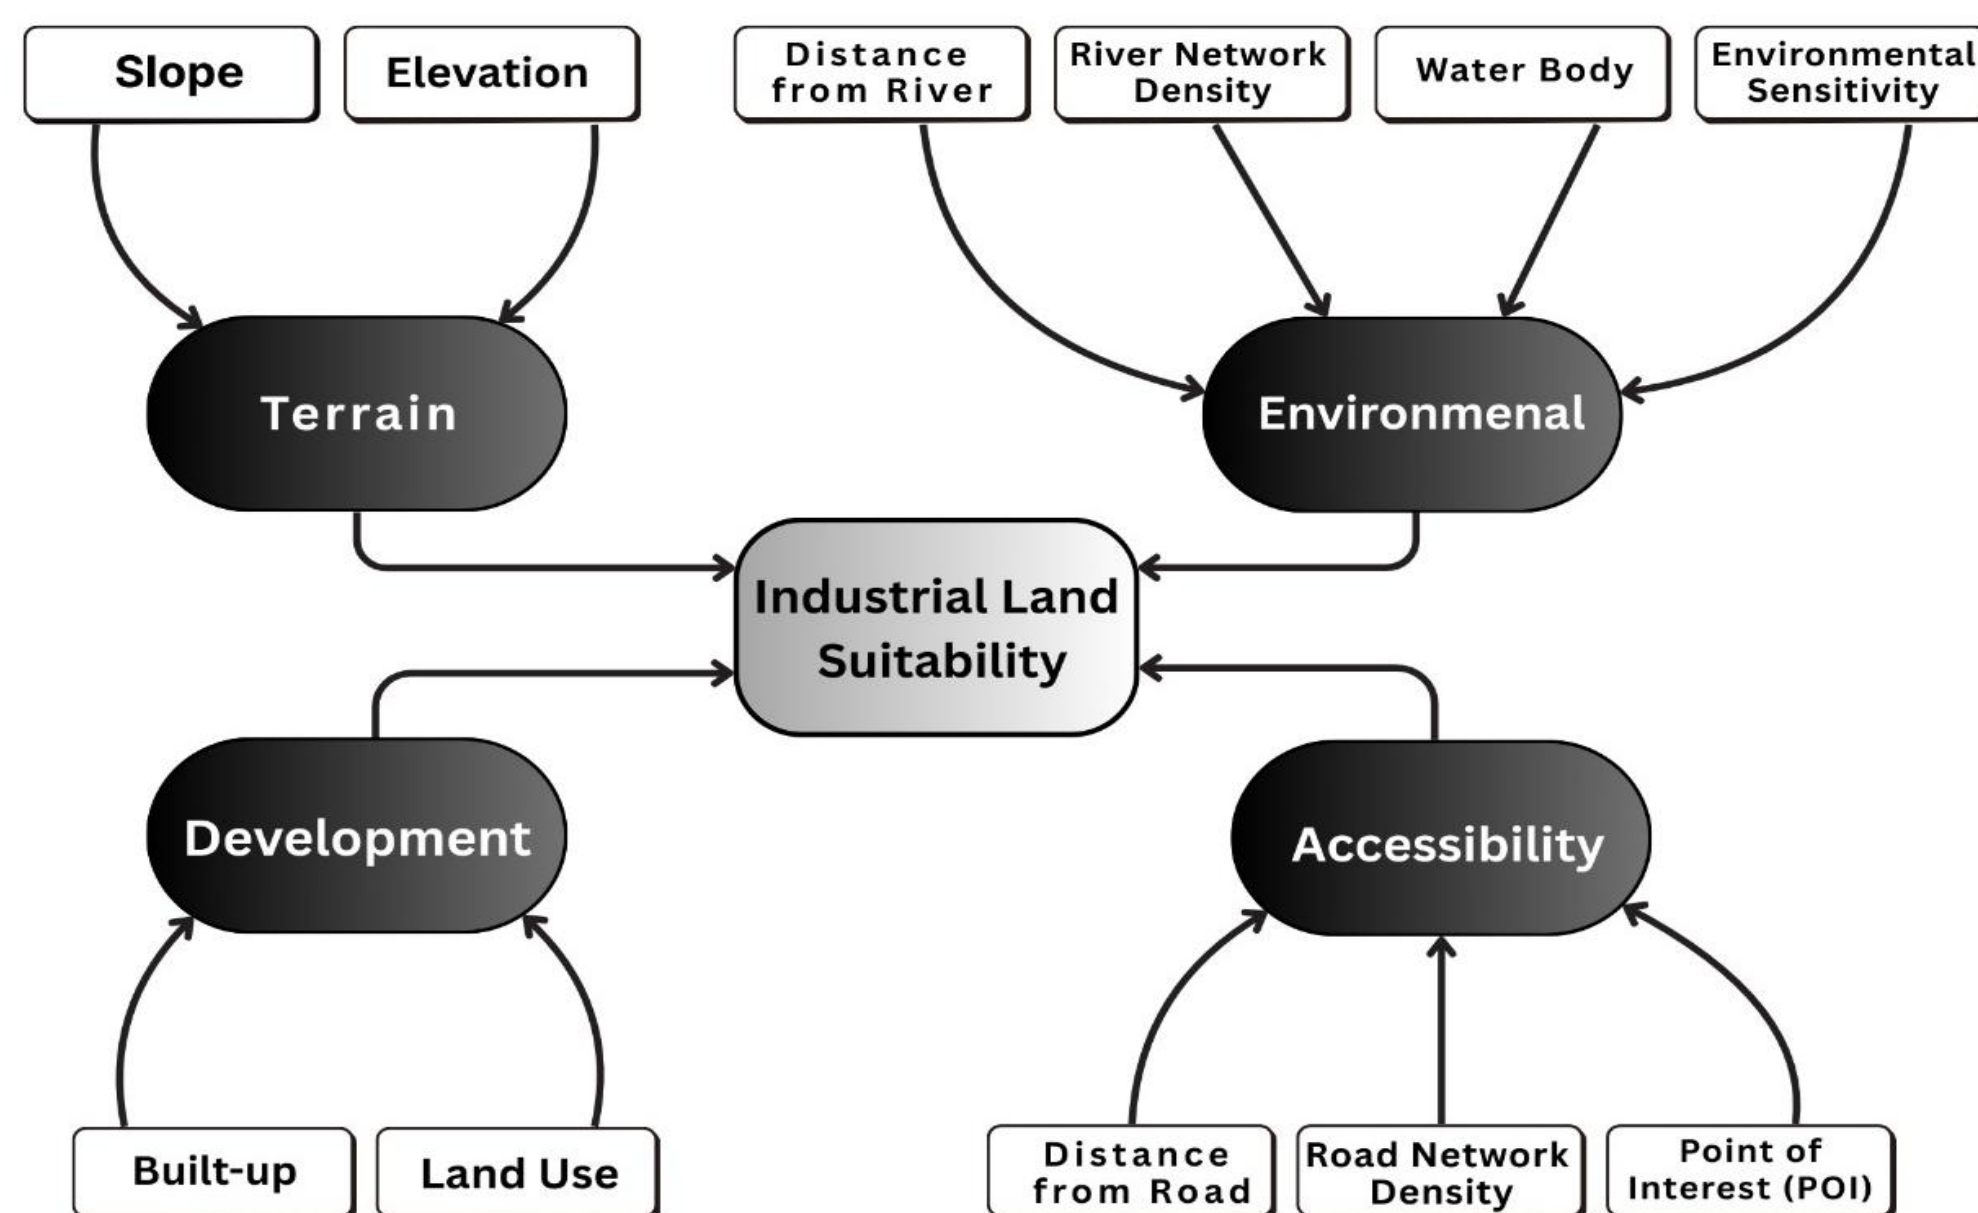 Slope
Elevation
Distance
from River
River Network
Density
Water Body
Environmental
Sensitivity
Terrain
Environmenal
Industrial Land
Suitability
Development
Accessibility
Built-up
Land Use
Distance
from Road
Road Network
Density
Point of
Interest (POI)